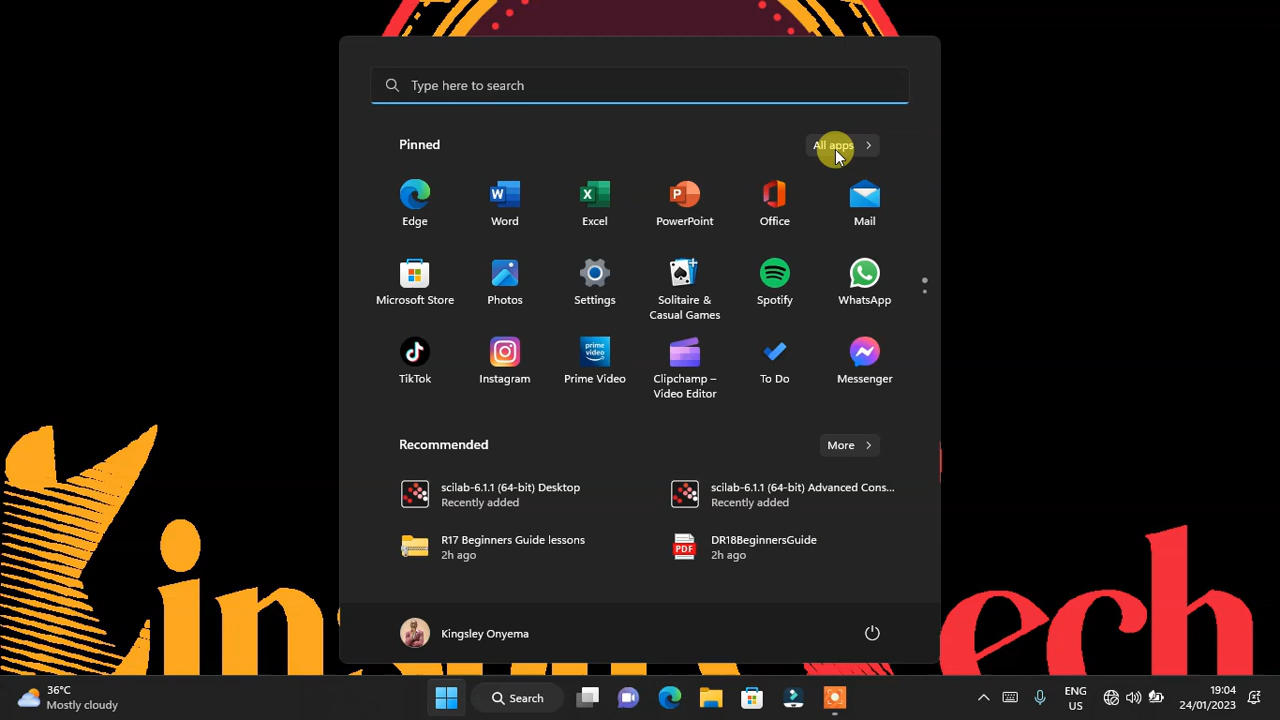 Type here to search
Pinned
All apps
Edge
Word
Excel
PowerPoint
Office
Mail
Microsoft Store
Photos
Settings
Solitaire &
Casual Games
Spotify
WhatsApp
prime
video
TikTok
Instagram
Prime Video
Clipchamp –
Video Editor
To Do
Messenger
Recommended
More
scilab-6.1.1 (64-bit) Desktop
Recently added
scilab-6.1.1 (64-bit) Advanced Cons...
Recently added
R17 Beginners Guide lessons
2h ago
PDF
DR18BeginnersGuide
2h ago
Kingsley Onyema
36°C
Mostly cloudy
Search
ENG
US
19:04
24/01/2023